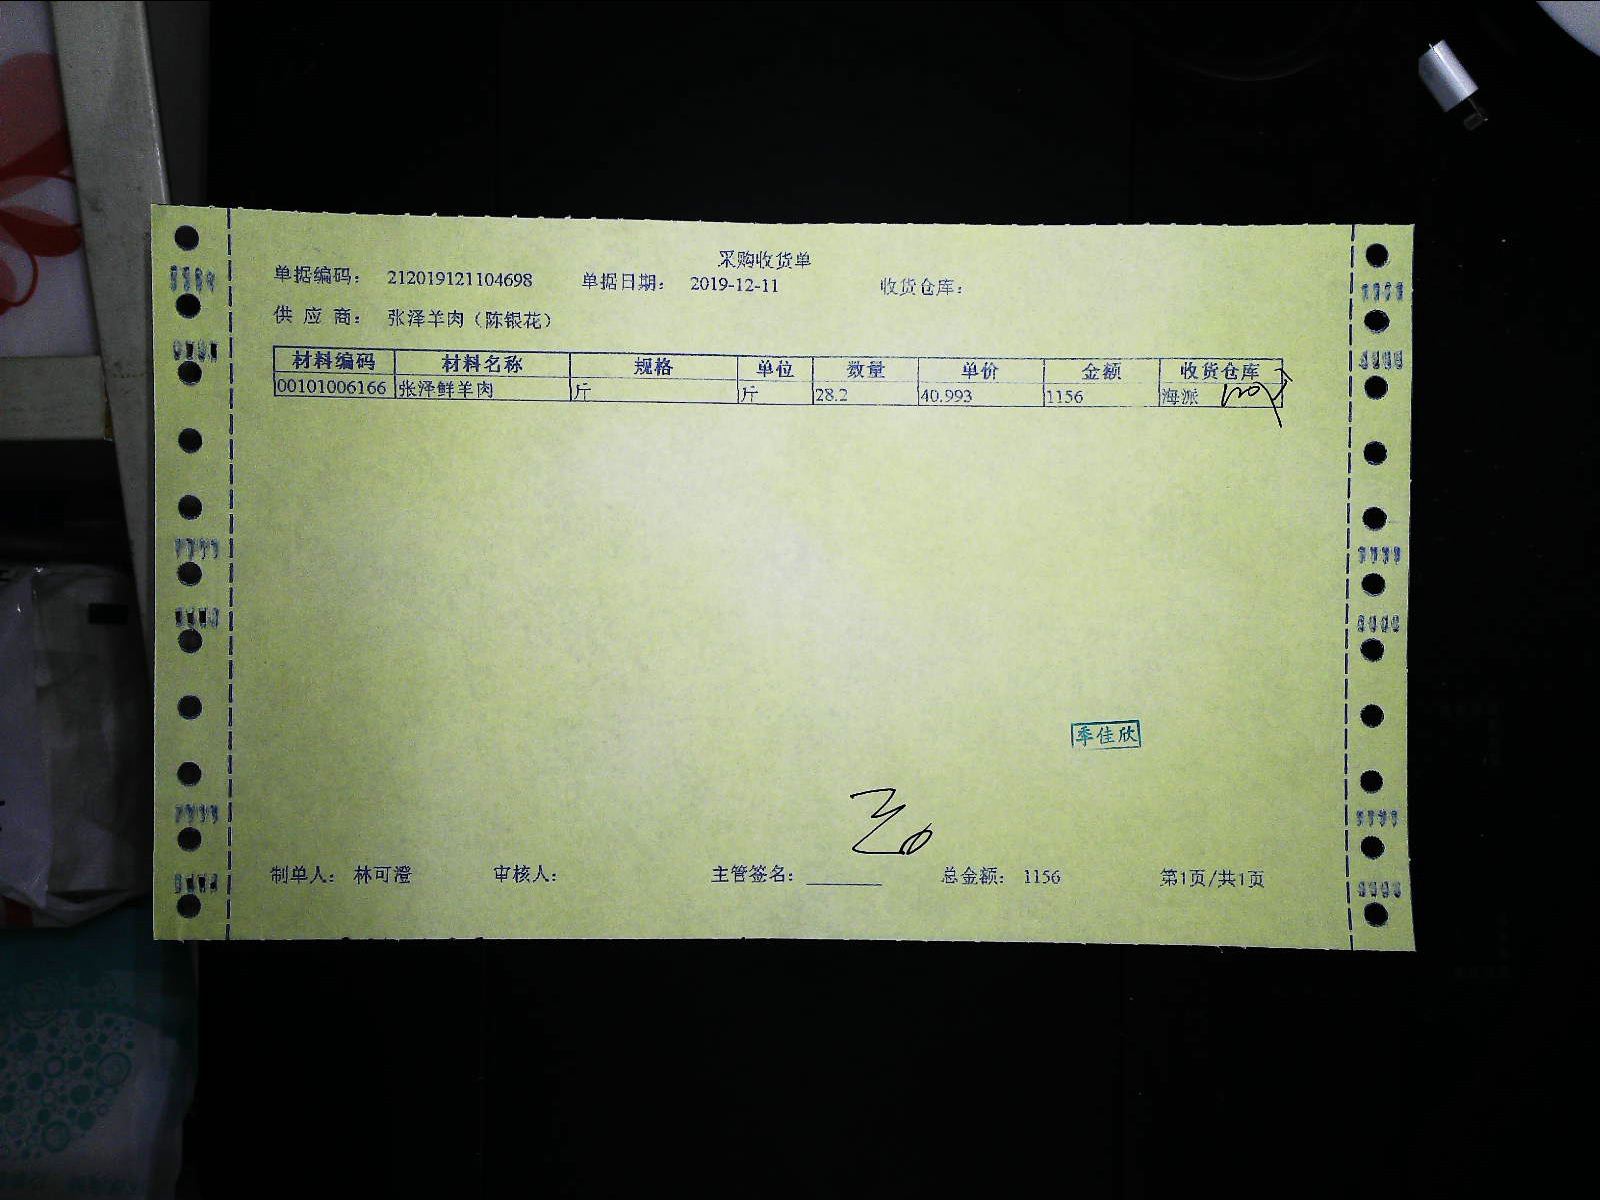 采购收货单
单据编码： 212019121104698 单据日期： 2019-12-11 收货仓库：
供 应 商： 张泽羊肉（陈银花）
材料编码 材料名称 规格 单位 数量 单价 金额 收货仓库
00101006166 张泽鲜羊肉 斤 斤 28.2 40.993 1156 海派
季佳欣
制单人： 林可澄 审核人： 主管签名： 总金额： 1156 第1页/共1页